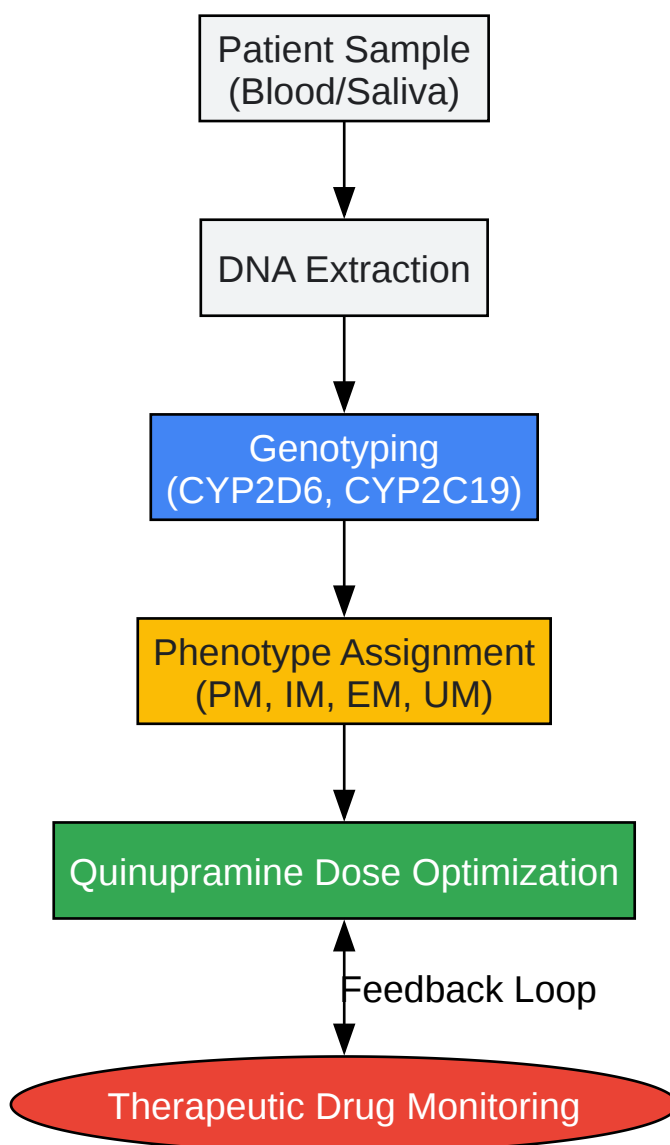 Patient Sample
(Blood/Saliva)
DNA Extraction
Genotyping
(CYP2D6, CYP2C19)
Phenotype Assignment
(PM, IM, EM, UM)
Quinupramine Dose Optimization
Feedback Loop
Therapeutic Drug Monitoring